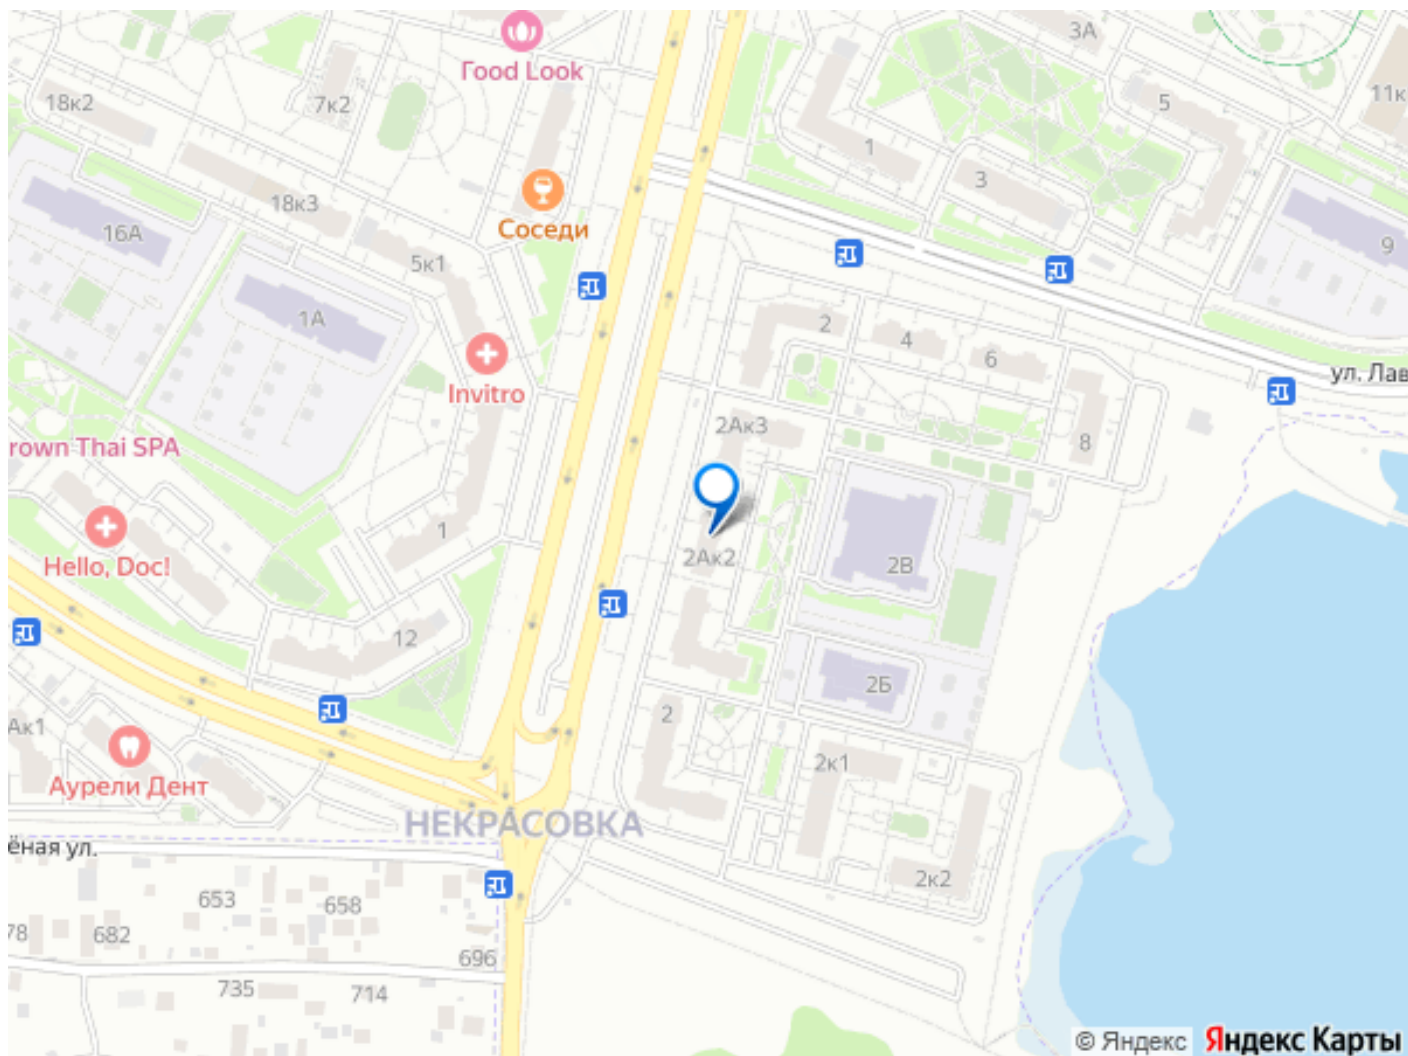 3А
Гооd Look
18к2
7к2
5
11к
1
3
18к3
16А
Соседи
5к1
9
1А
2
4
6
ул. Лав
Invitro
2Ак3
8
rown Thai SPA
1
2Ак2
2В
Hello, Doc!
12
2Б
2
Ак1
2к1
Аурели Дент
НЕКРАСОВКА
ёная ул.
2к2
653
658
78
682
696
735
714
© Яндекс
Яндекс Карты